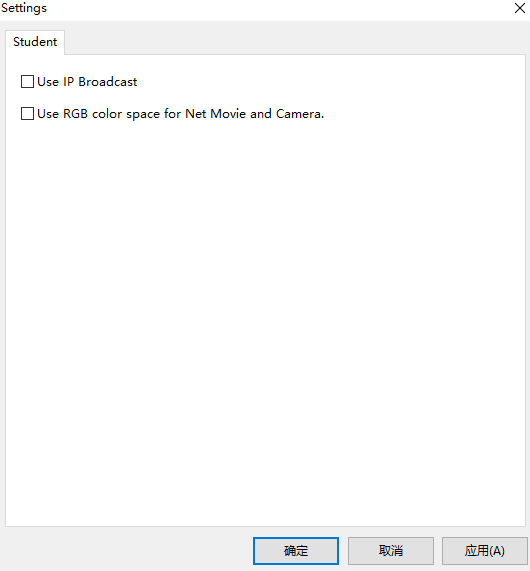 Settings
Student
Use IP Broadcast
Use RGB color space for Net Movie and Camera.
确定 取消 应用(A)